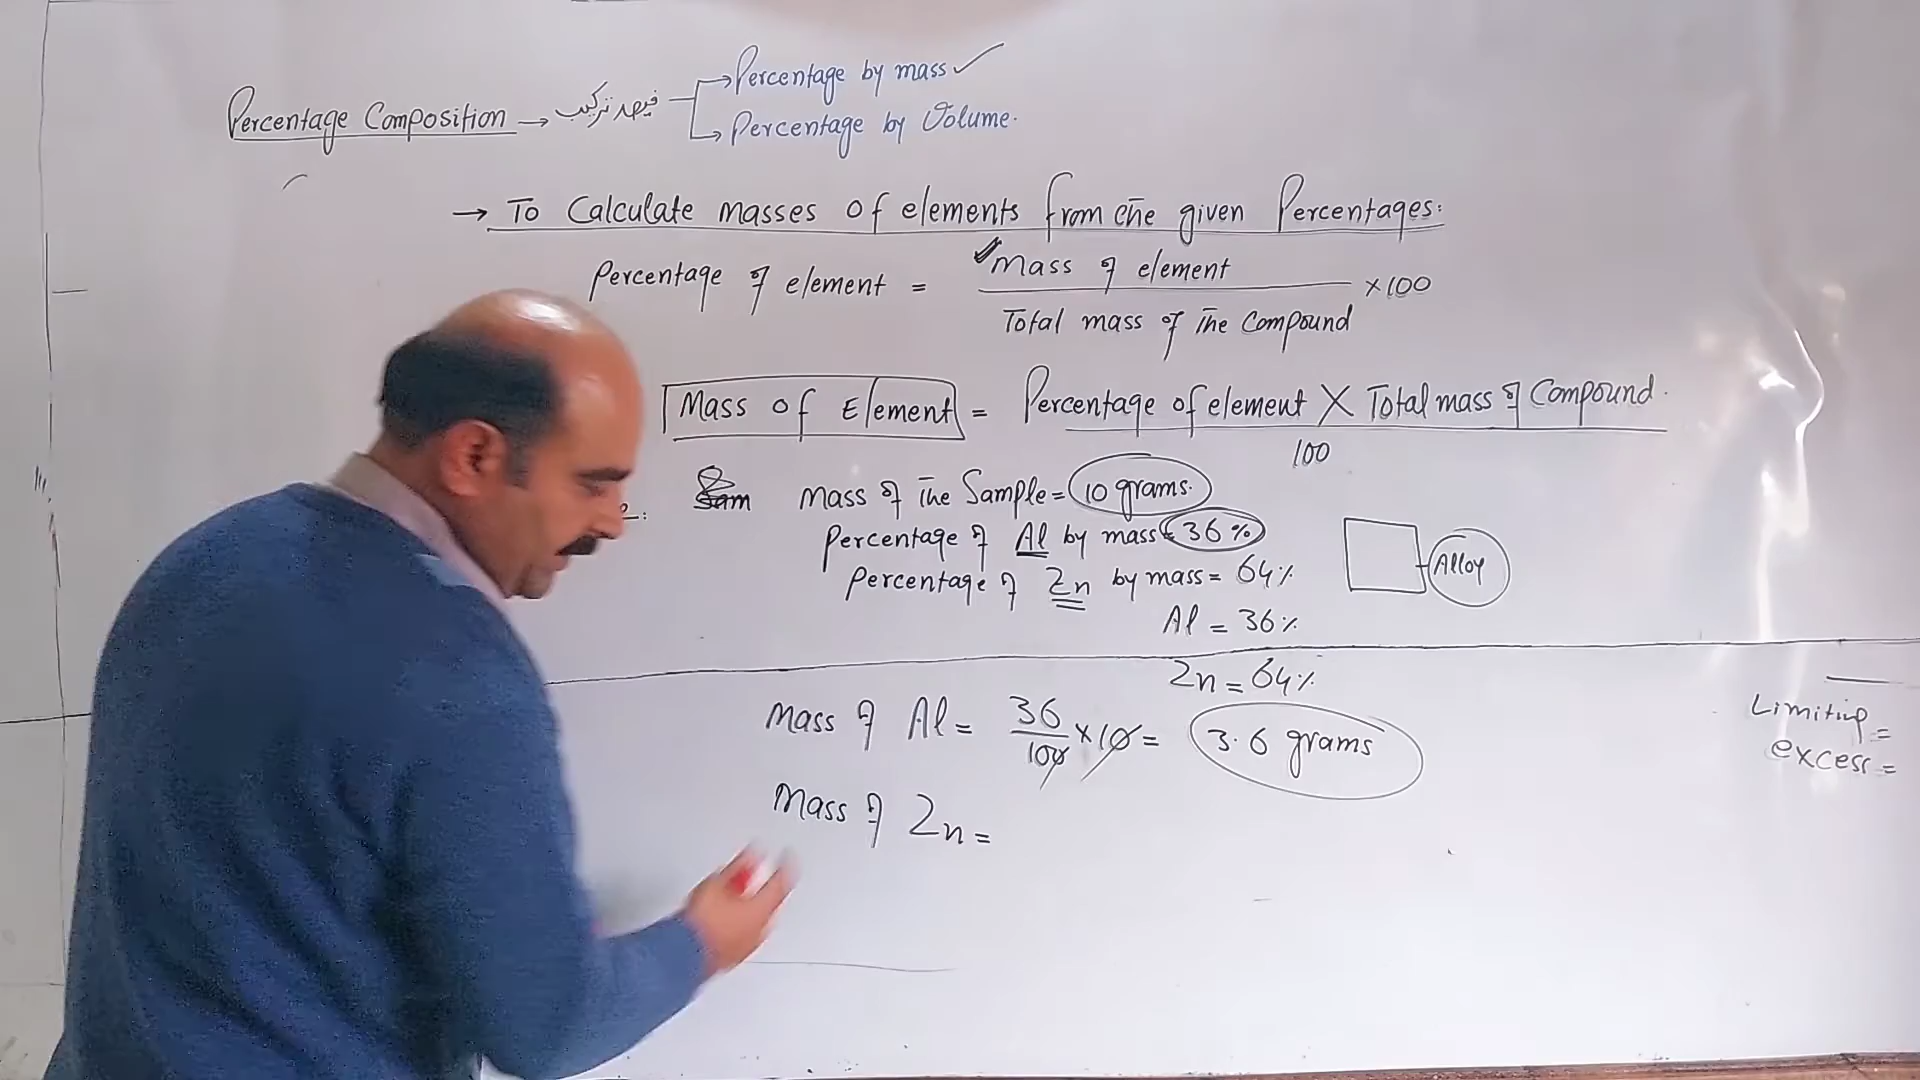 Percentage Composition → فیصد ترکیب
Percentage by mass ✓
Percentage by Volume.
→ To Calculate masses of elements from the given Percentages:
Percentage of element = Mass of element / Total mass of the Compound × 100
Mass of Element = Percentage of element × Total mass of Compound. / 100
Mass of the Sample = 10 grams.
Percentage of Al by mass = 36 %
Percentage of Zn by mass = 64%
Alloy
Al = 36%
Zn = 64%
Mass of Al = 36/100 × 10 = 3.6 grams
Mass of Zn =
Limiting =
excess =